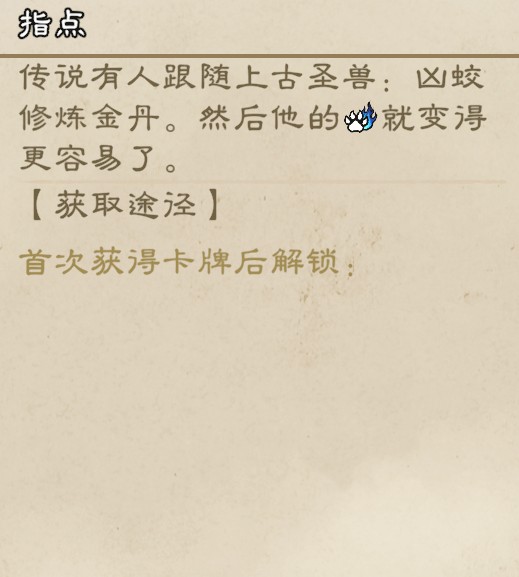 指点
传说有人跟随上古圣兽：凶蛟
修炼金丹。然后他的就变得
更容易了。
【获取途径】
首次获得卡牌后解锁；